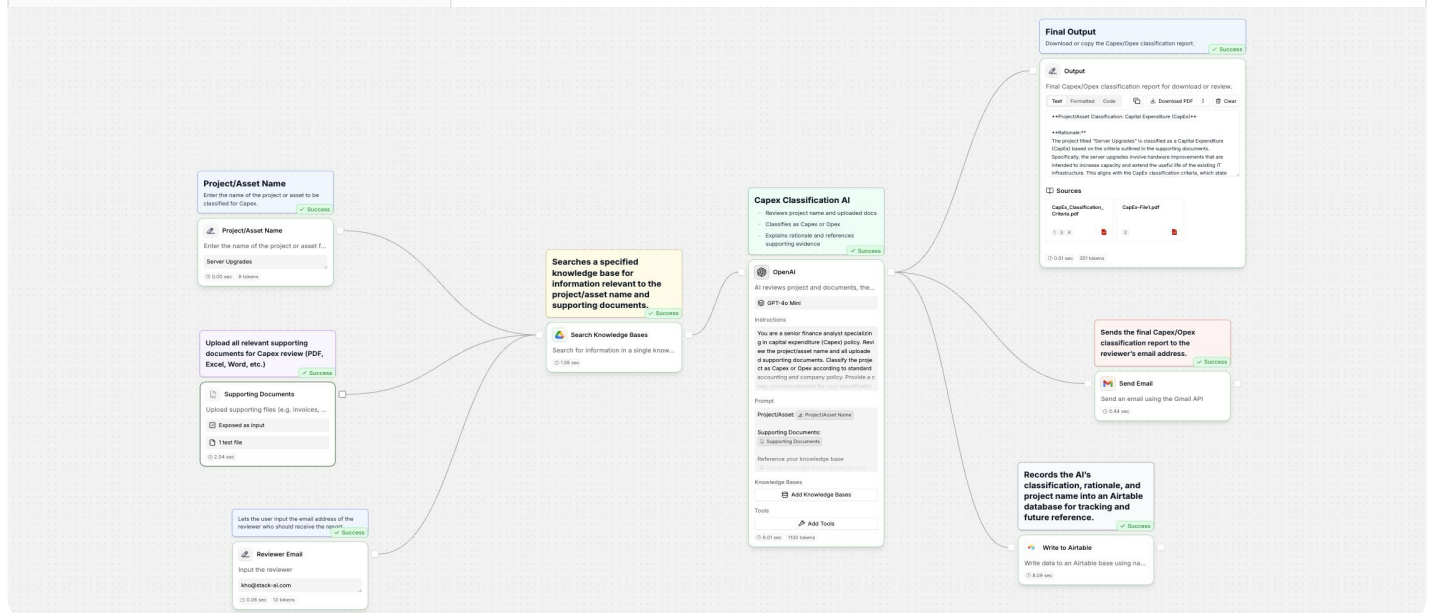 Project/Asset Name
Enter the name of the project or asset to be
classified for Capex.
Success
Project/Asset Name
Enter the name of the project or asset f...
Server Upgrades
0.00 sec 9 tokens
Upload all relevant supporting
documents for Capex review (PDF,
Excel, Word, etc.)
Success
Supporting Documents
Upload supporting files (e.g. invoices, ...
Exposed as input
1 test file
2.04 sec
Lets the user input the email address of the
reviewer who should receive the report.
Success
Reviewer Email
Input the reviewer
kho@stack-ai.com
0.06 sec 13 tokens
Searches a specified
knowledge base for
information relevant to the
project/asset name and
supporting documents.
Success
Search Knowledge Bases
Search for information in a single know...
1.58 sec
Capex Classification AI
Reviews project name and uploaded docs
Classifies as Capex or Opex
Explains rationale and references
supporting evidence
Success
OpenAI
AI reviews project and documents, the...
GPT-4o Mini
Instructions
You are a senior finance analyst specializin
g in capital expenditure (Capex) policy. Revi
ew the project/asset name and all uploade
d supporting documents. Classify the proje
ct as Capex or Opex according to standard
accounting and company policy. Provide a c
Prompt
Project/Asset: Project/Asset Name
Supporting Documents:
Supporting Documents
Reference your knowledge base
Knowledge Bases
Add Knowledge Bases
Tools
Add Tools
9.01 sec 1130 tokens
Final Output
Download or copy the Capex/Opex classification report.
Success
Output
Final Capex/Opex classification report for download or review.
Text Formatted Code Download PDF Clear
**Project/Asset Classification: Capital Expenditure (CapEx)**
**Rationale:**
The project titled "Server Upgrades" is classified as a Capital Expenditure
(CapEx) based on the criteria outlined in the supporting documents.
Specifically, the server upgrades involve hardware improvements that are
intended to increase capacity and extend the useful life of the existing IT
infrastructure. This aligns with the CapEx classification criteria, which state
Sources
CapEx_Classification_
Criteria.pdf
1 3 4
CapEx-File1.pdf
2
0.01 sec 351 tokens
Sends the final Capex/Opex
classification report to the
reviewer's email address.
Success
Send Email
Send an email using the Gmail API
0.44 sec
Records the AI's
classification, rationale, and
project name into an Airtable
database for tracking and
future reference.
Success
Write to Airtable
Write data to an Airtable base using na...
8.09 sec